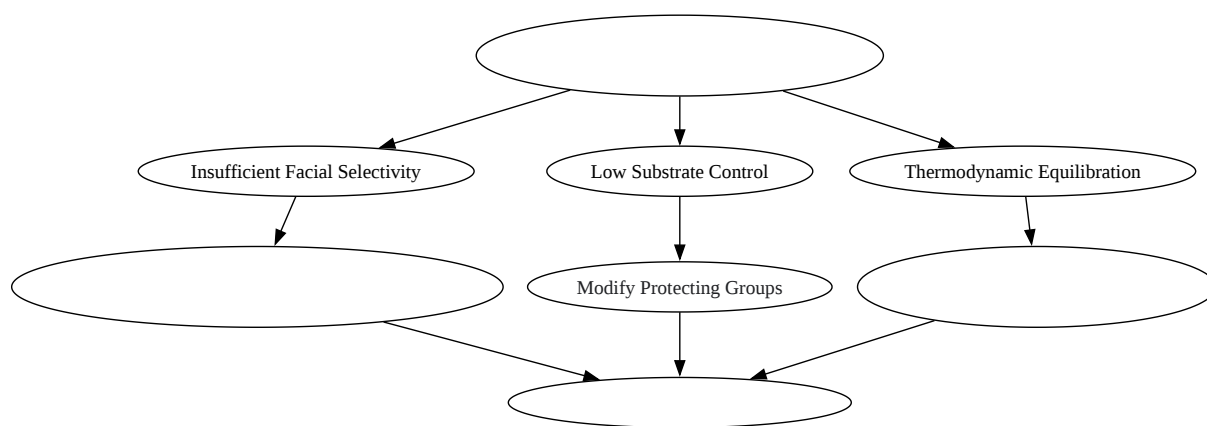 Insufficient Facial Selectivity
Low Substrate Control
Thermodynamic Equilibration
Modify Protecting Groups